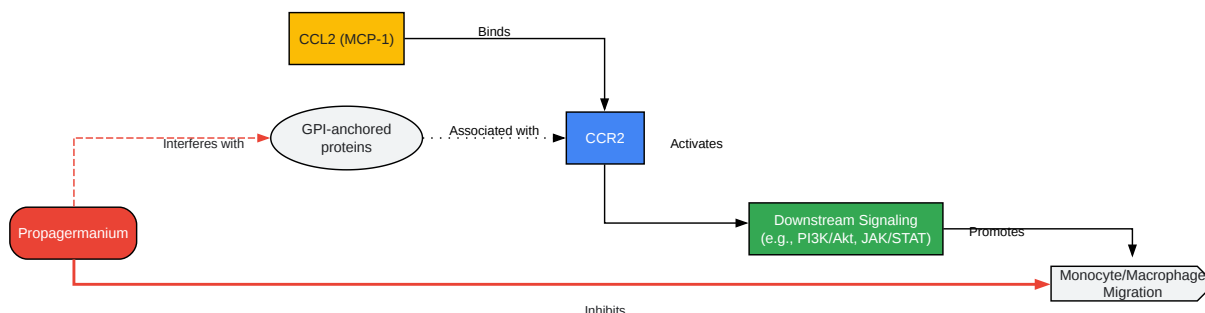 CCL2 (MCP-1)
Binds
GPI-anchored
proteins
Associated with
Interferes with
CCR2
Activates
Propagermanium
Downstream Signaling
(e.g., PI3K/Akt, JAK/STAT)
Promotes
Monocyte/Macrophage
Migration
Inhibits